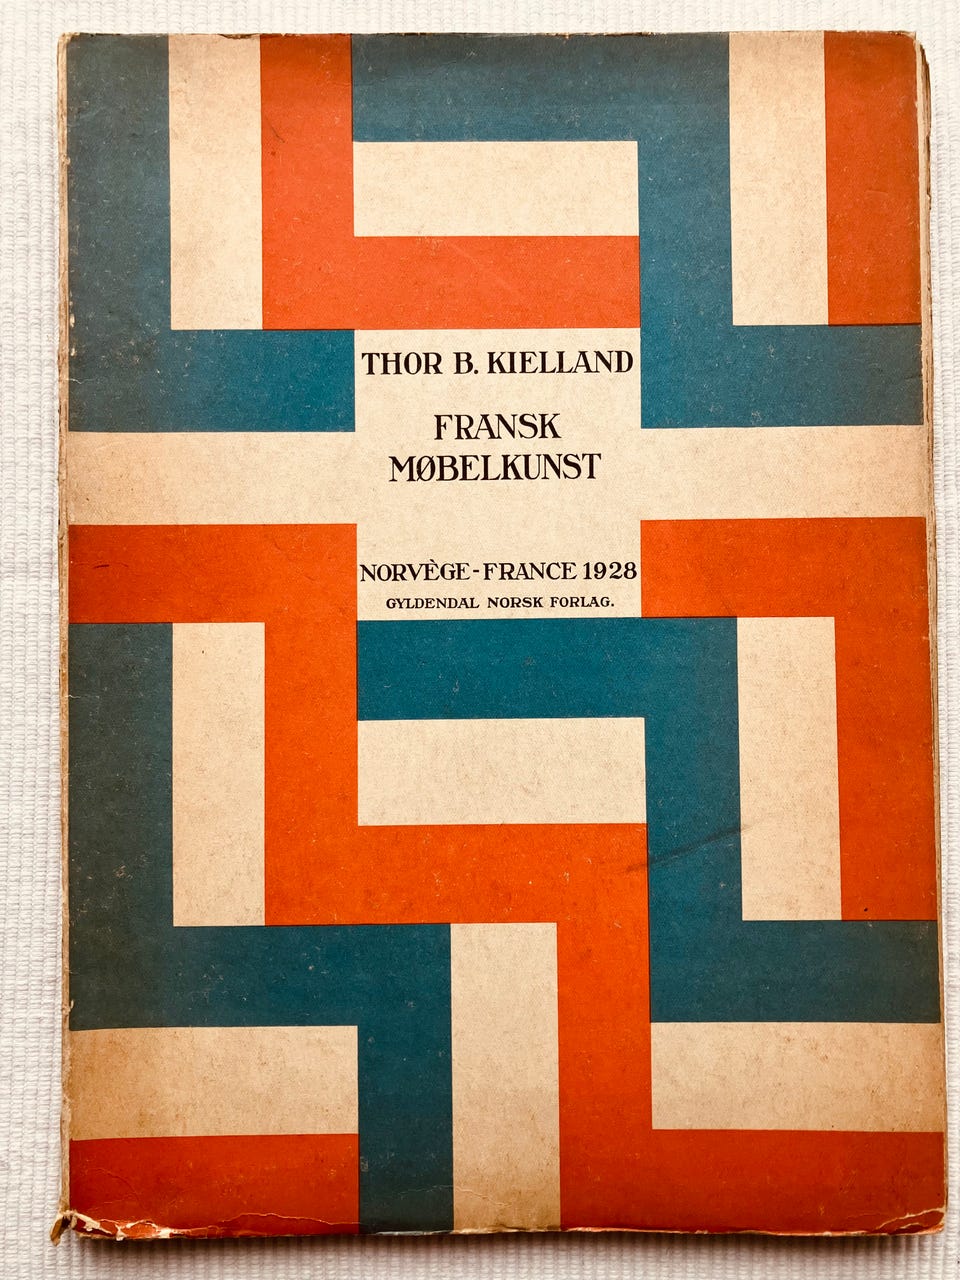 THOR B. KIELLAND
FRANSK
MØBELKUNST
NORVÈGE-FRANCE 1928
GYLDENDAL NORSK FORLAG.